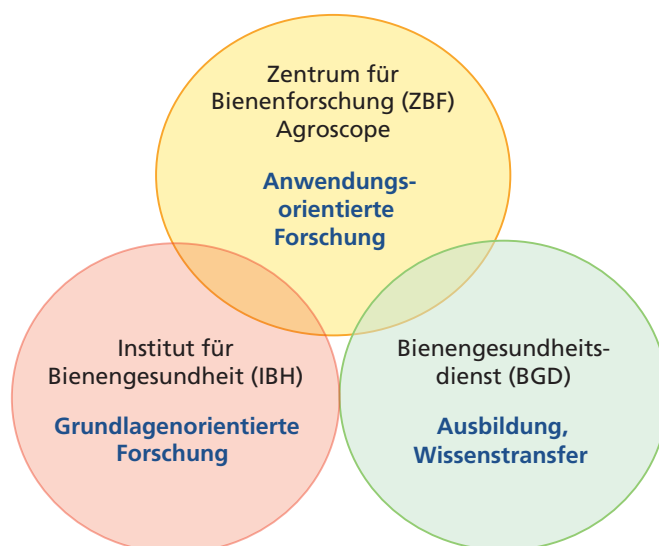 Zentrum für
Bienenforschung (ZBF)
Agroscope
Anwendungs-
orientierte
Forschung
Institut für
Bienengesundheit (IBH)
Grundlagenorientierte
Forschung
Bienengesundheits-
dienst (BGD)
Ausbildung,
Wissenstransfer